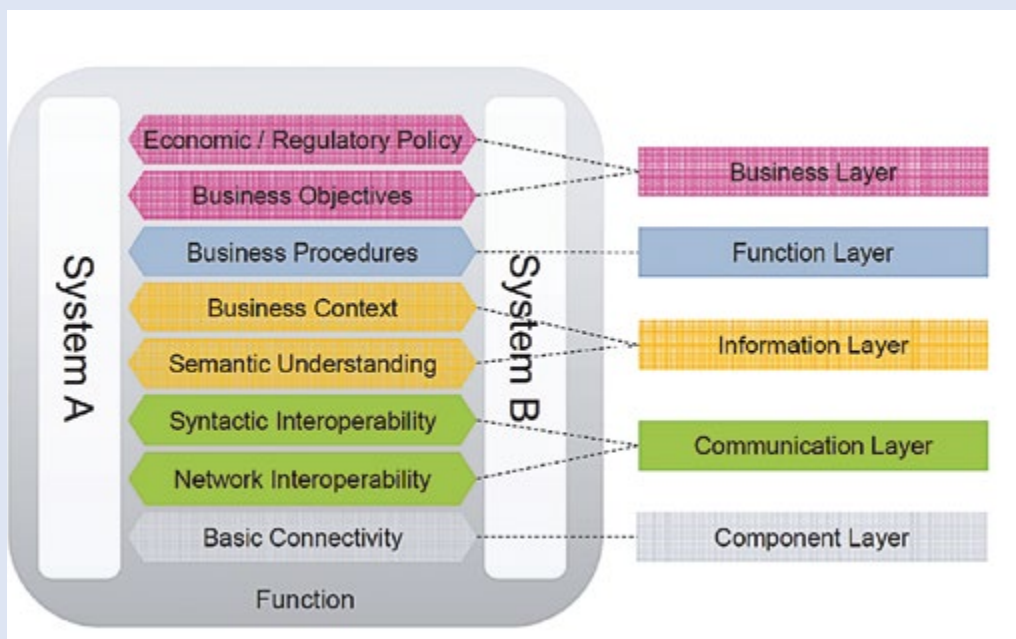 System A
Economic / Regulatory Policy
Business Objectives
Business Procedures
Business Context
Semantic Understanding
Syntactic Interoperability
Network Interoperability
Basic Connectivity
System B
Function
Business Layer
Function Layer
Information Layer
Communication Layer
Component Layer